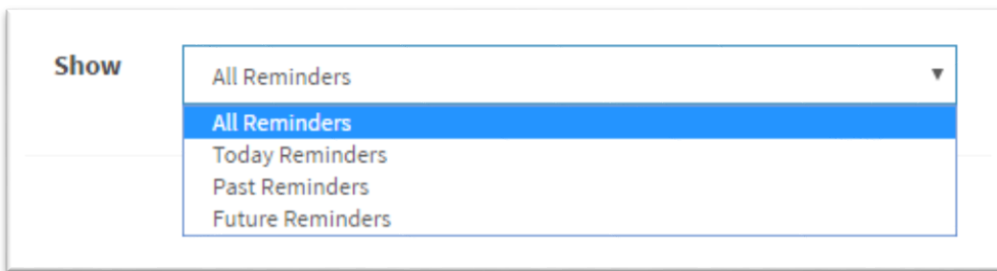 Show
All Reminders
All Reminders
Today Reminders
Past Reminders
Future Reminders